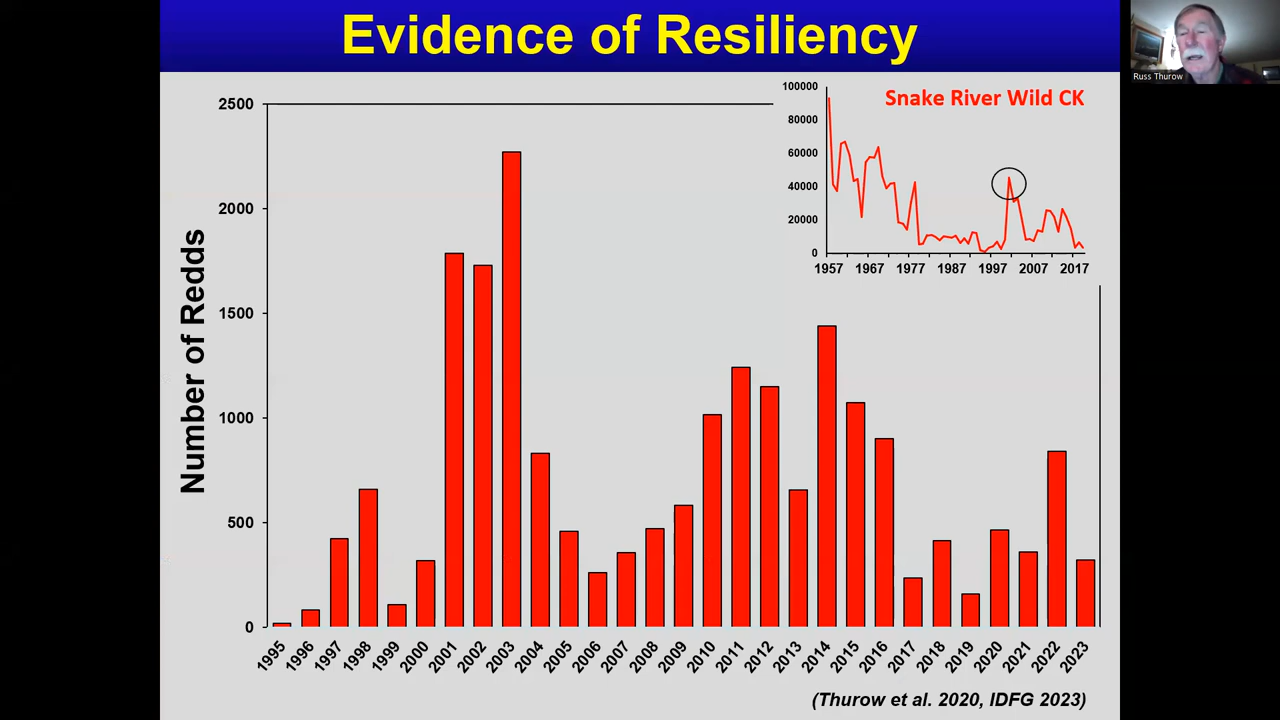 Evidence of Resiliency
Russ Thurow
Snake River Wild CK
100000
80000
60000
40000
20000
0
1957 1967 1977 1987 1997 2007 2017
Number of Redds
2500
2000
1500
1000
500
0
1995 1996 1997 1998 1999 2000 2001 2002 2003 2004 2005 2006 2007 2008 2009 2010 2011 2012 2013 2014 2015 2016 2017 2018 2019 2020 2021 2022 2023
(Thurow et al. 2020, IDFG 2023)